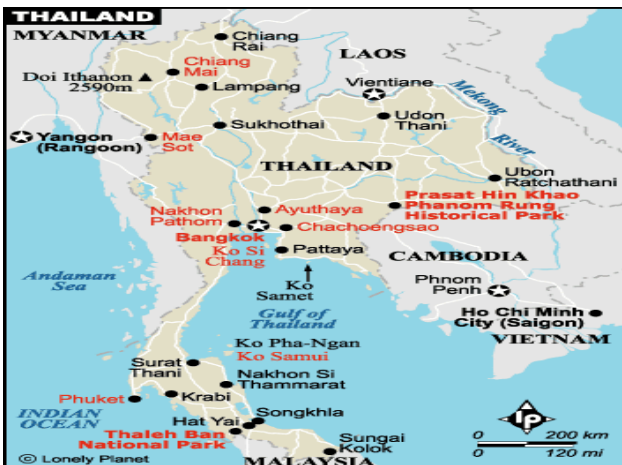 THAILAND
MYANMAR
Chiang
Rai
LAOS
Chiang
Mai
Doi Ithanon
2590m
Lampang
Vientiane
Mekong
River
Udon
Thani
Sukhothai
Yangon
(Rangoon)
Mae
Sot
THAILAND
Ubon
Ratchathani
Prasat Hin Khao
Phanom Rung
Historical Park
Nakhon
Pathom
Ayuthaya
Bangkok
Chachoengsao
Ko Si
Chang
Pattaya
CAMBODIA
Andaman
Sea
Ko
Samet
Phnom
Penh
Gulf of
Thailand
Ho Chi Minh
City (Saigon)
VIETNAM
Ko Pha-Ngan
Ko Samui
Surat
Thani
Nakhon Si
Thammarat
Phuket
Krabi
INDIAN
OCEAN
Songkhla
Hat Yai
Thaleh Ban
National Park
Sungai
Kolok
LP
0 200 km
0 120 mi
© Lonely Planet
MALAYSIA